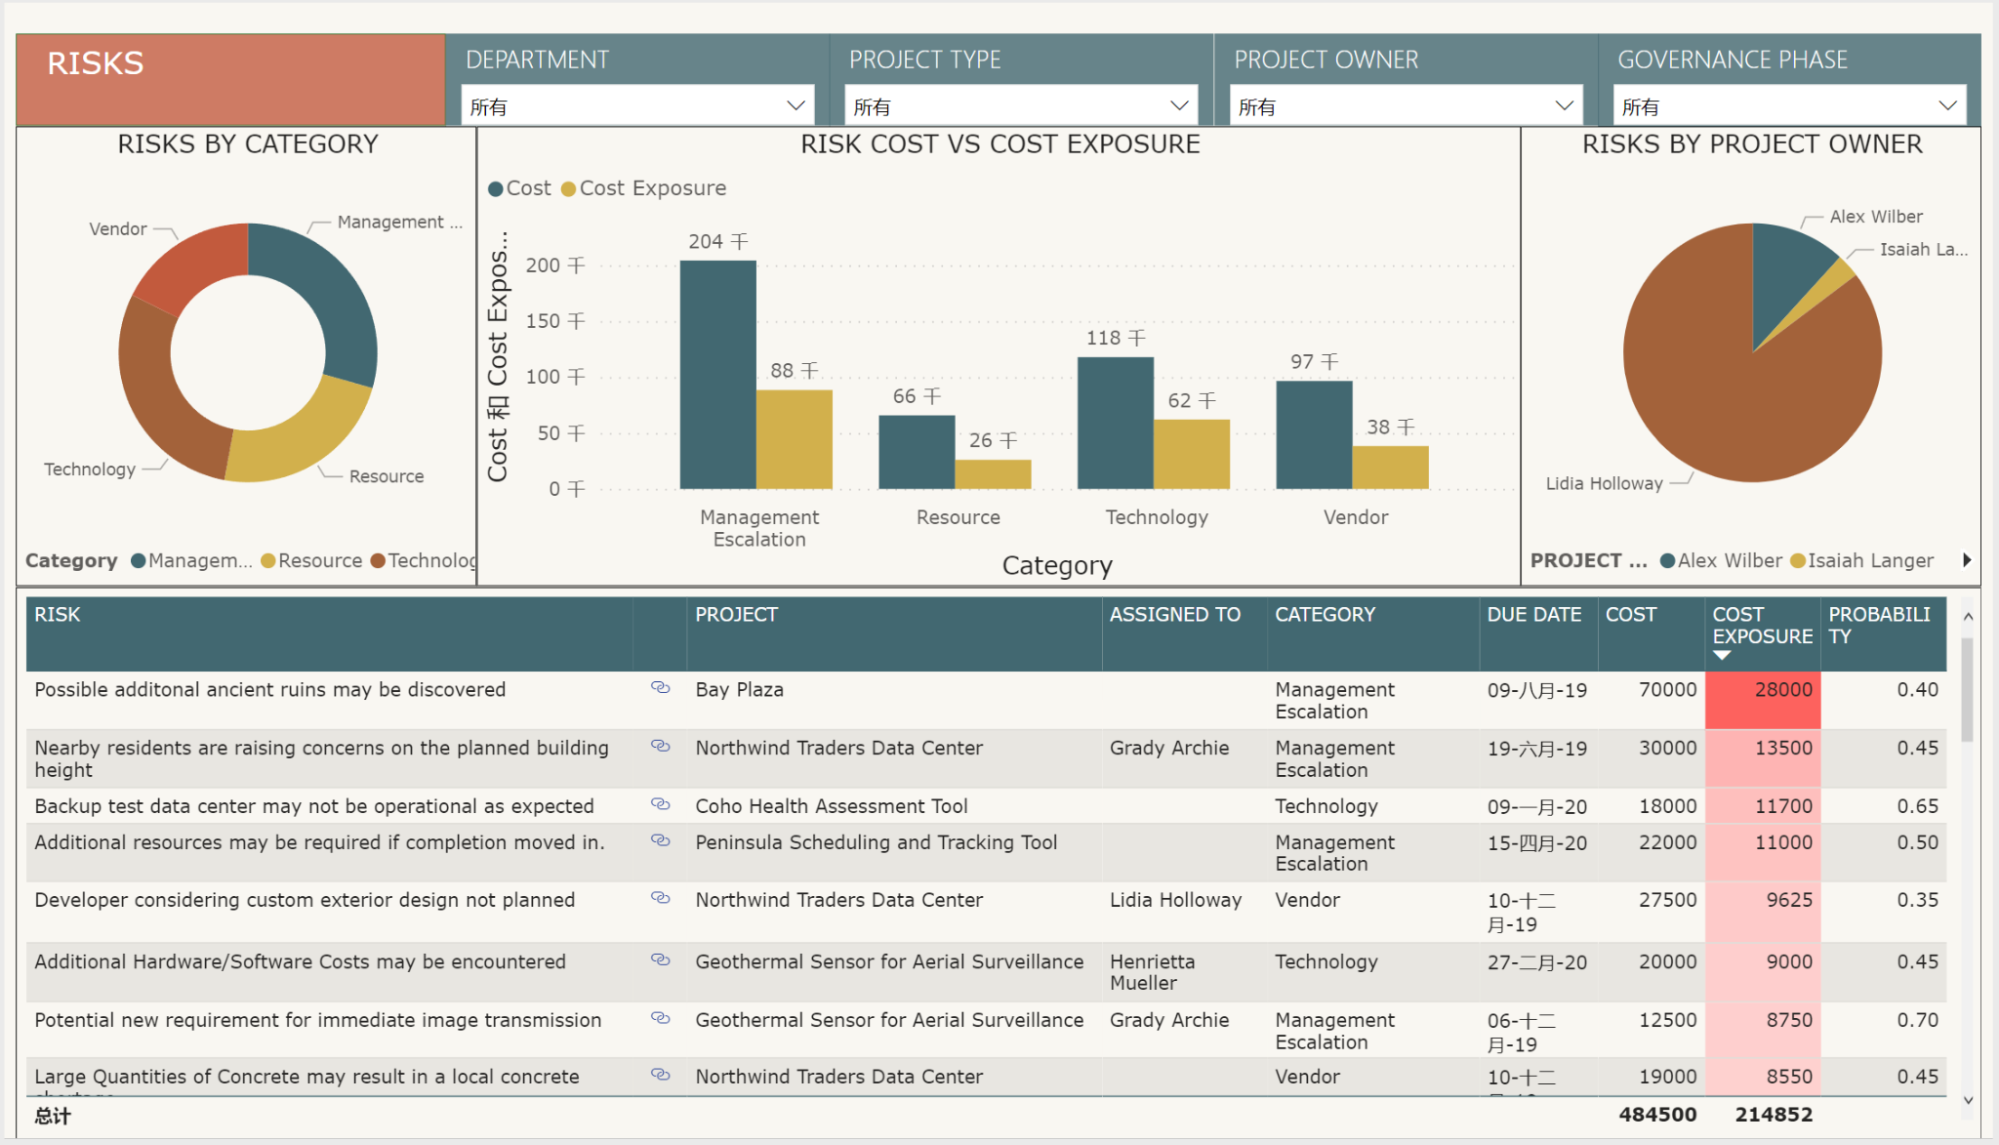 RISKS
DEPARTMENT
所有
PROJECT TYPE
所有
PROJECT OWNER
所有
GOVERNANCE PHASE
所有
RISKS BY CATEGORY
Vendor
Management ...
Technology
Resource
Category Managem... Resource Technolog
RISK COST VS COST EXPOSURE
Cost Cost Exposure
Cost 和 Cost Expos...
200 千
150 千
100 千
50 千
0 千
204 千
88 千
66 千
26 千
118 千
62 千
97 千
38 千
Management
Escalation
Resource
Technology
Vendor
Category
RISKS BY PROJECT OWNER
Alex Wilber
Isaiah La...
Lidia Holloway
PROJECT ... Alex Wilber Isaiah Langer
RISK PROJECT ASSIGNED TO CATEGORY DUE DATE COST COST PROBABILI
EXPOSURE TY
Possible additonal ancient ruins may be discovered Bay Plaza Management 09-八月-19 70000 28000 0.40
Escalation
Nearby residents are raising concerns on the planned building Northwind Traders Data Center Grady Archie Management 19-六月-19 30000 13500 0.45
height Escalation
Backup test data center may not be operational as expected Coho Health Assessment Tool Technology 09-一月-20 18000 11700 0.65
Additional resources may be required if completion moved in. Peninsula Scheduling and Tracking Tool Management 15-四月-20 22000 11000 0.50
Escalation
Developer considering custom exterior design not planned Northwind Traders Data Center Lidia Holloway Vendor 10-十二 27500 9625 0.35
月-19
Additional Hardware/Software Costs may be encountered Geothermal Sensor for Aerial Surveillance Henrietta Technology 27-二月-20 20000 9000 0.45
Mueller
Potential new requirement for immediate image transmission Geothermal Sensor for Aerial Surveillance Grady Archie Management 06-十二 12500 8750 0.70
Escalation 月-19
Large Quantities of Concrete may result in a local concrete Northwind Traders Data Center Vendor 10-十二 19000 8550 0.45
总计 484500 214852